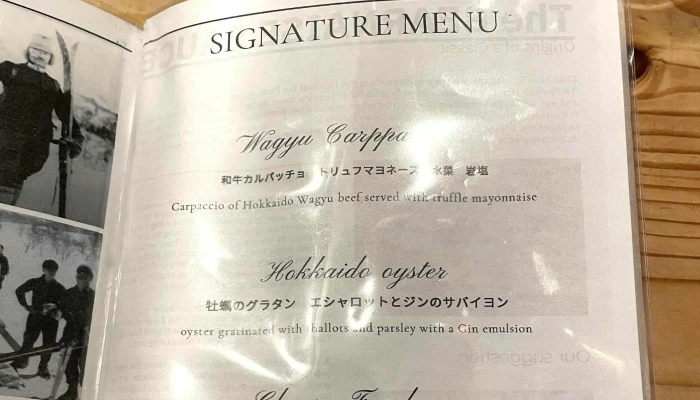 SIGNATURE MENU
Wagyu Carppa
和牛カルパッチョ トリュフマヨネーズ 水菜 岩塩
Carpaccio of Hokkaido Wagyu beef served with truffle mayonnaise
Hokkaido oyster
牡蠣のグラタン エシャロットとジンのサバイヨン
oyster gratinated with shallots and parsley with a Gin emulsion